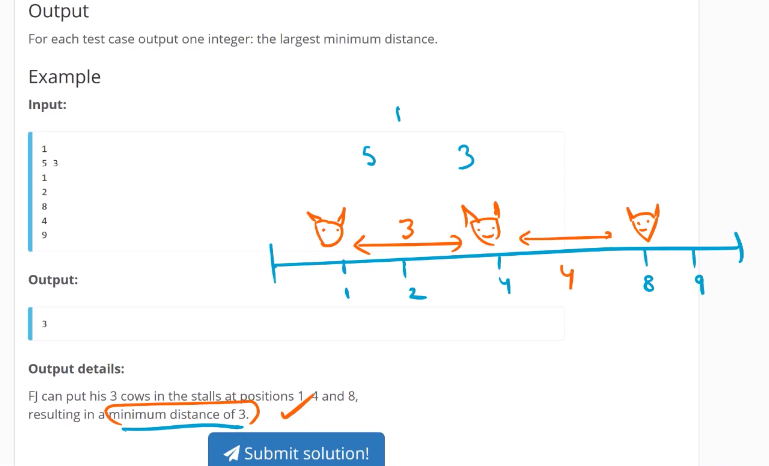 Output
For each test case output one integer: the largest minimum distance.
Example
Input:
1
5 3
1
5 3
1
2
8
4
9
3
4
1 2 4 8 9
Output:
3
Output details:
FJ can put his 3 cows in the stalls at positions 1, 4 and 8,
resulting in a minimum distance of 3.
Submit solution!